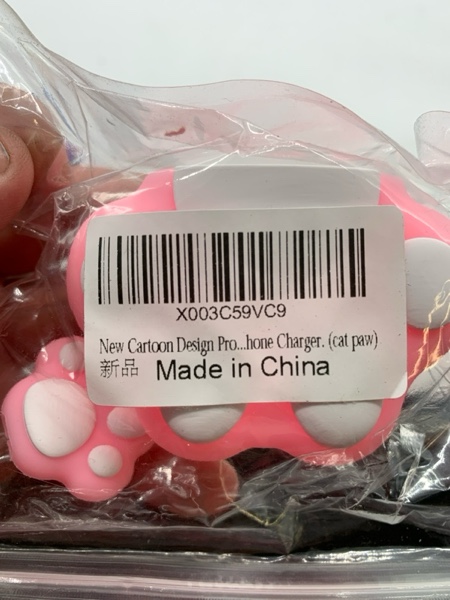 X003C59VC9
New Cartoon Design Pro...hone Charger. (cat paw)
新品 Made in China